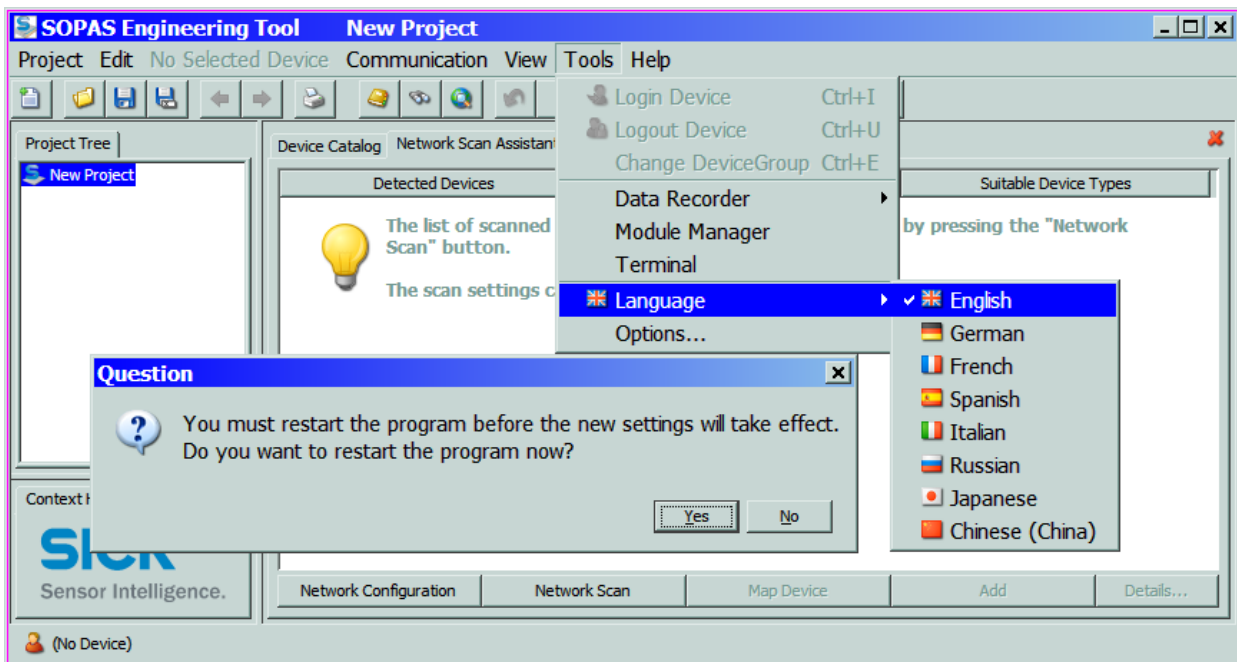 SOPAS Engineering Tool New Project
Project Edit No Selected Device Communication View Tools Help
Login Device Ctrl+I
Logout Device Ctrl+U
Change DeviceGroup Ctrl+E
Data Recorder
Module Manager
Terminal
Language
Options...
English
German
French
Spanish
Italian
Russian
Japanese
Chinese (China)
Project Tree
New Project
Device Catalog Network Scan Assistant
Detected Devices
Suitable Device Types
The list of scanned
by pressing the "Network
Scan" button.
The scan settings
Question
You must restart the program before the new settings will take effect.
Do you want to restart the program now?
Yes No
Context
SICK
Sensor Intelligence.
Network Configuration Network Scan Map Device Add Details...
(No Device)